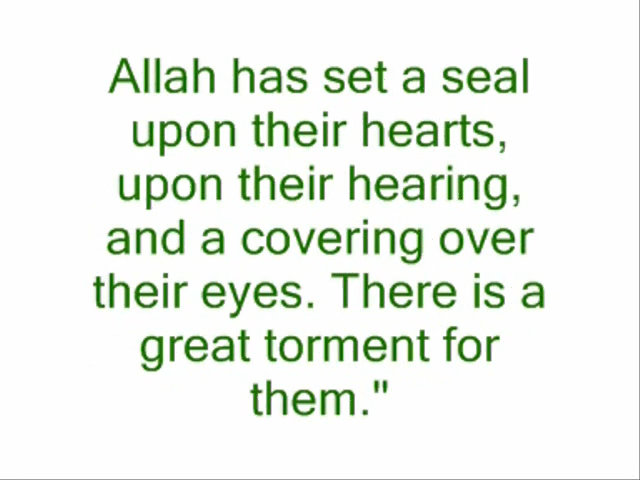 Allah has set a seal
upon their hearts,
upon their hearing,
and a covering over
their eyes. There is a
great torment for
them."